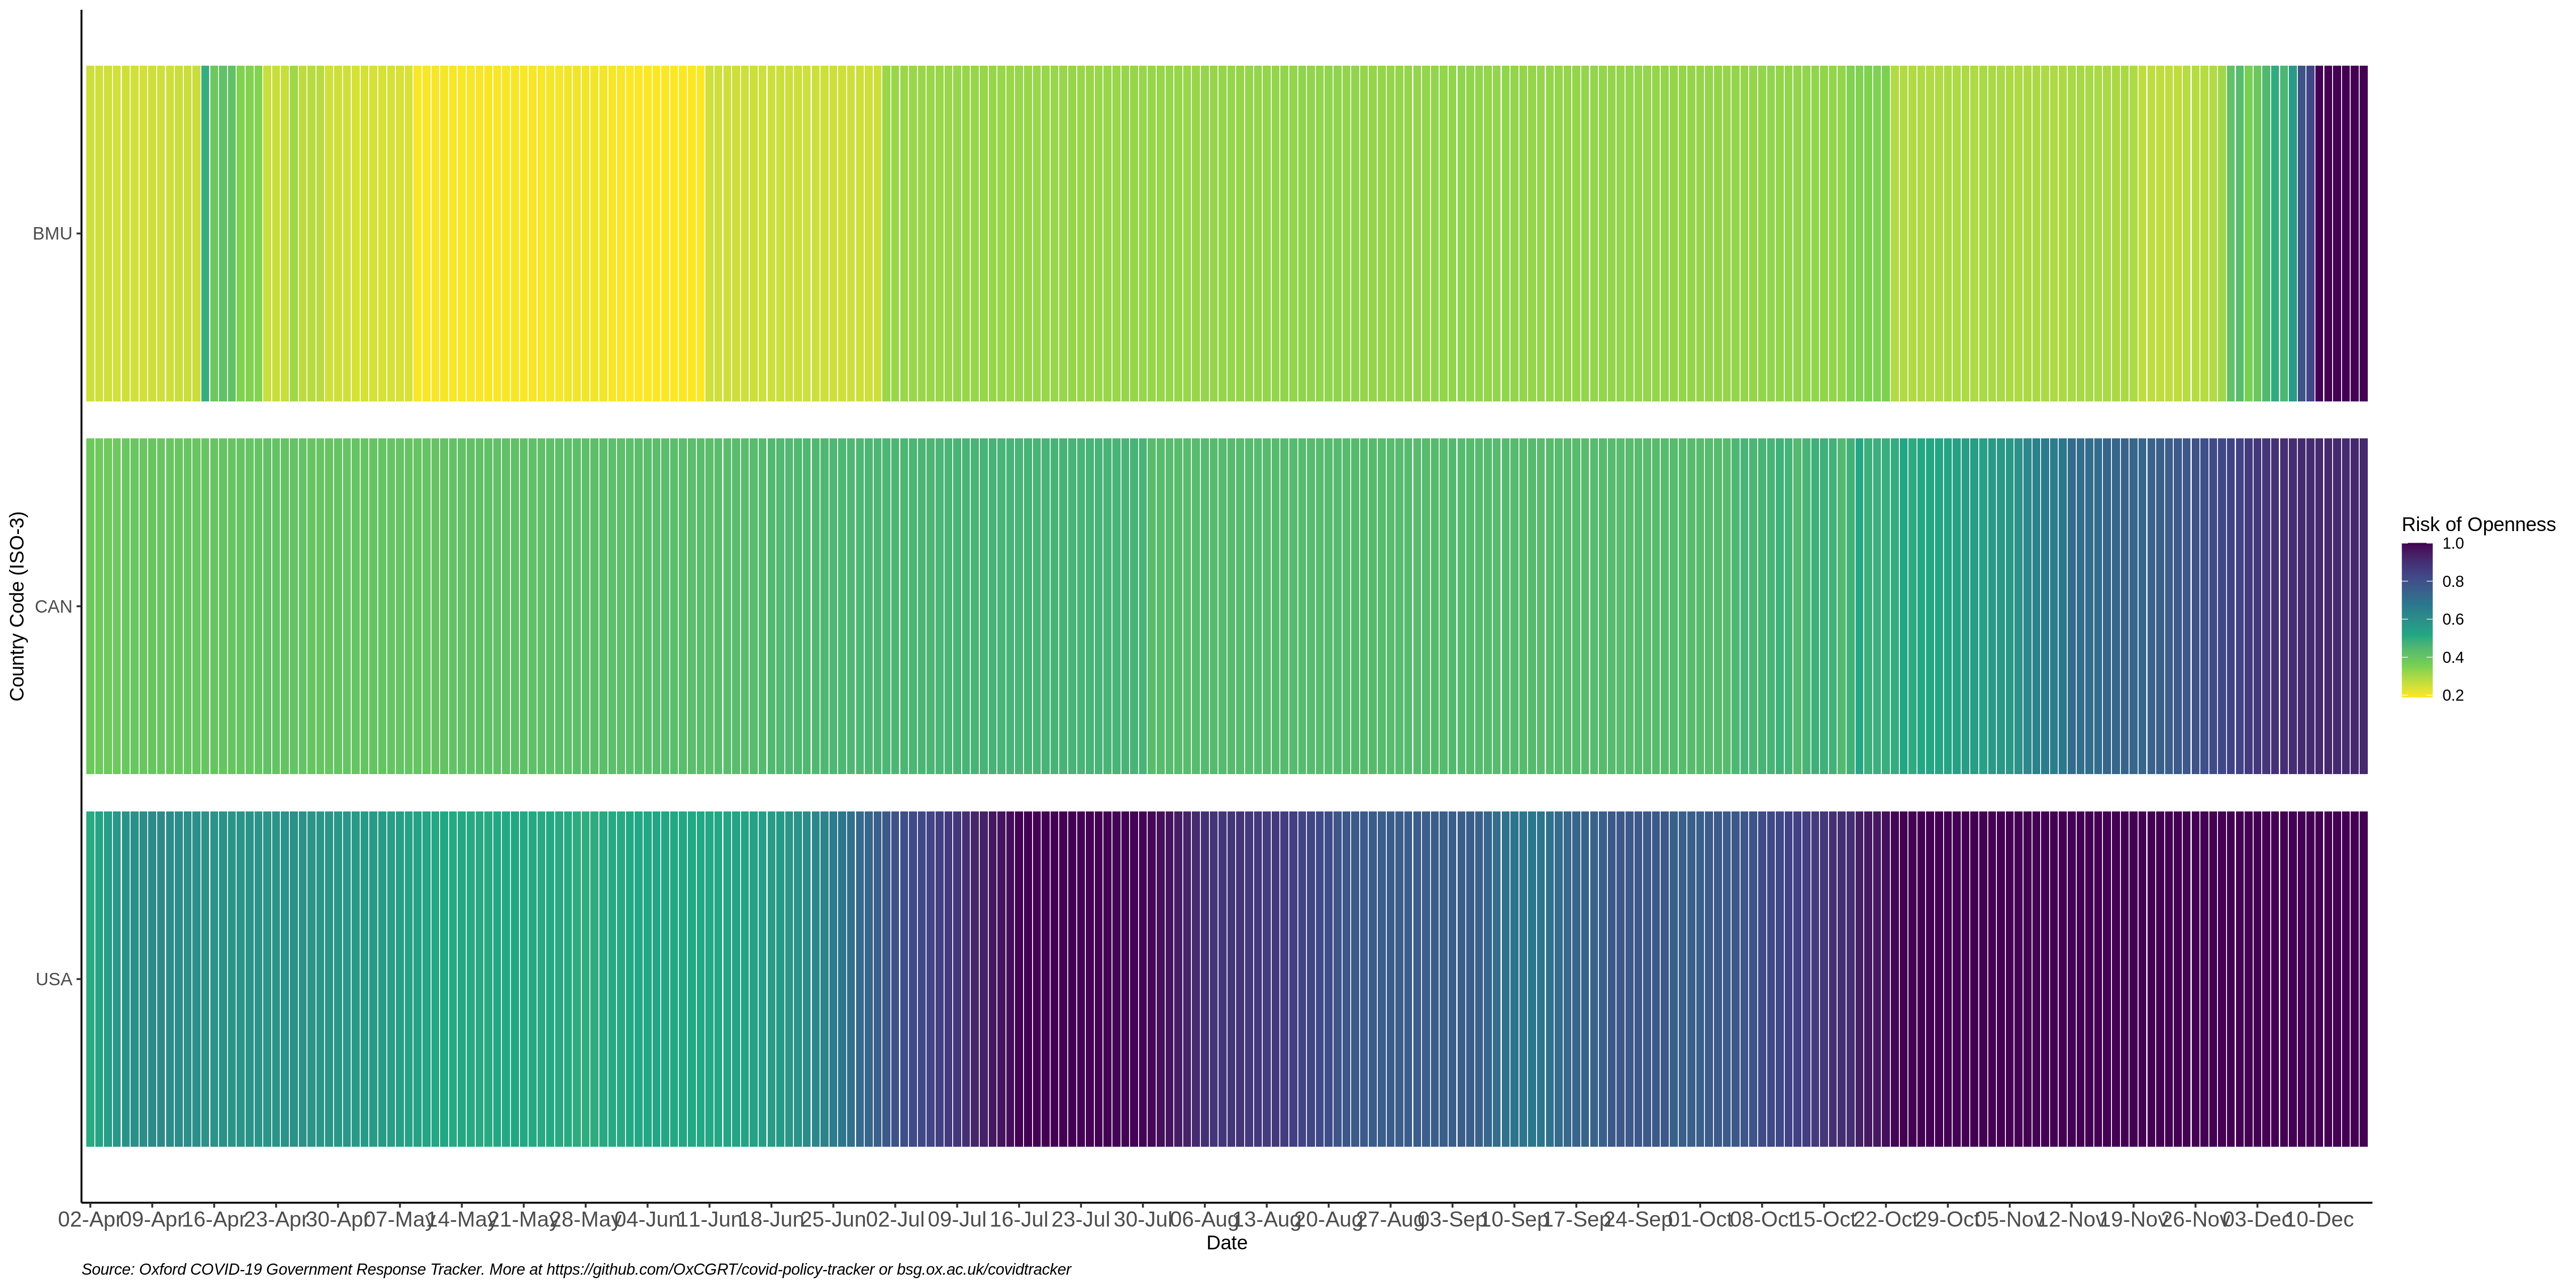 BMU
CAN
USA
Country Code (ISO-3)
Risk of Openness
1.0
0.8
0.6
0.4
0.2
02-Apr 09-Apr 16-Apr 23-Apr 30-Apr 07-May 14-May 21-May 28-May 04-Jun 11-Jun 18-Jun 25-Jun 02-Jul 09-Jul 16-Jul 23-Jul 30-Jul 06-Aug 13-Aug 20-Aug 27-Aug 03-Sep 10-Sep 17-Sep 24-Sep 01-Oct 08-Oct 15-Oct 22-Oct 29-Oct 05-Nov 12-Nov 19-Nov 26-Nov 03-Dec 10-Dec
Date
Source: Oxford COVID-19 Government Response Tracker. More at https://github.com/OxCGRT/covid-policy-tracker or bsg.ox.ac.uk/covidtracker